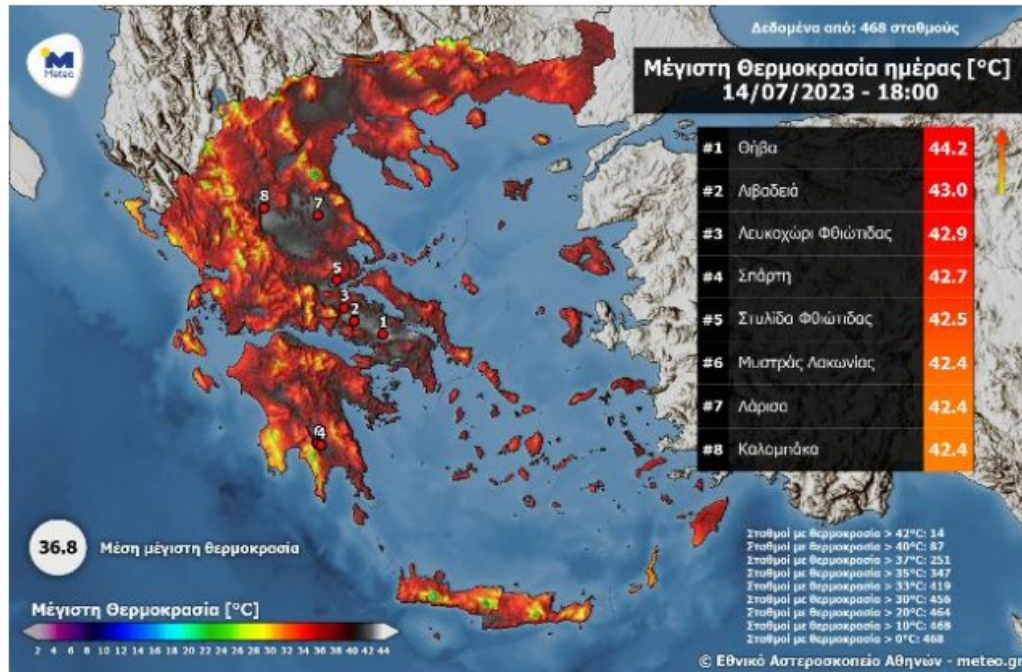 Meteo
Δεδομένα από: 468 σταθμούς
Μέγιστη Θερμοκρασία ημέρας [°C]
14/07/2023 - 18:00
#1 Θήβα 44.2
#2 Λιβαδειά 43.0
#3 Λευκοχώρι Φθιώτιδας 42.9
#4 Σπάρτη 42.7
#5 Στυλίδα Φθιώτιδας 42.5
#6 Μυστράς Λακωνίας 42.4
#7 Λάρισα 42.4
#8 Καλαμπάκα 42.4
8
7
5
3
2
1
4
36.8 Μέση μέγιστη θερμοκρασία
Μέγιστη Θερμοκρασία [°C]
2 4 6 8 10 12 14 16 18 20 22 24 26 28 30 32 34 36 38 40 42 44
Σταθμοί με θερμοκρασία > 42°C: 14
Σταθμοί με θερμοκρασία > 40°C: 87
Σταθμοί με θερμοκρασία > 37°C: 251
Σταθμοί με θερμοκρασία > 35°C: 347
Σταθμοί με θερμοκρασία > 33°C: 419
Σταθμοί με θερμοκρασία > 30°C: 456
Σταθμοί με θερμοκρασία > 20°C: 464
Σταθμοί με θερμοκρασία > 10°C: 468
Σταθμοί με θερμοκρασία > 0°C: 468
© Εθνικό Αστεροσκοπείο Αθηνών - meteo.gr